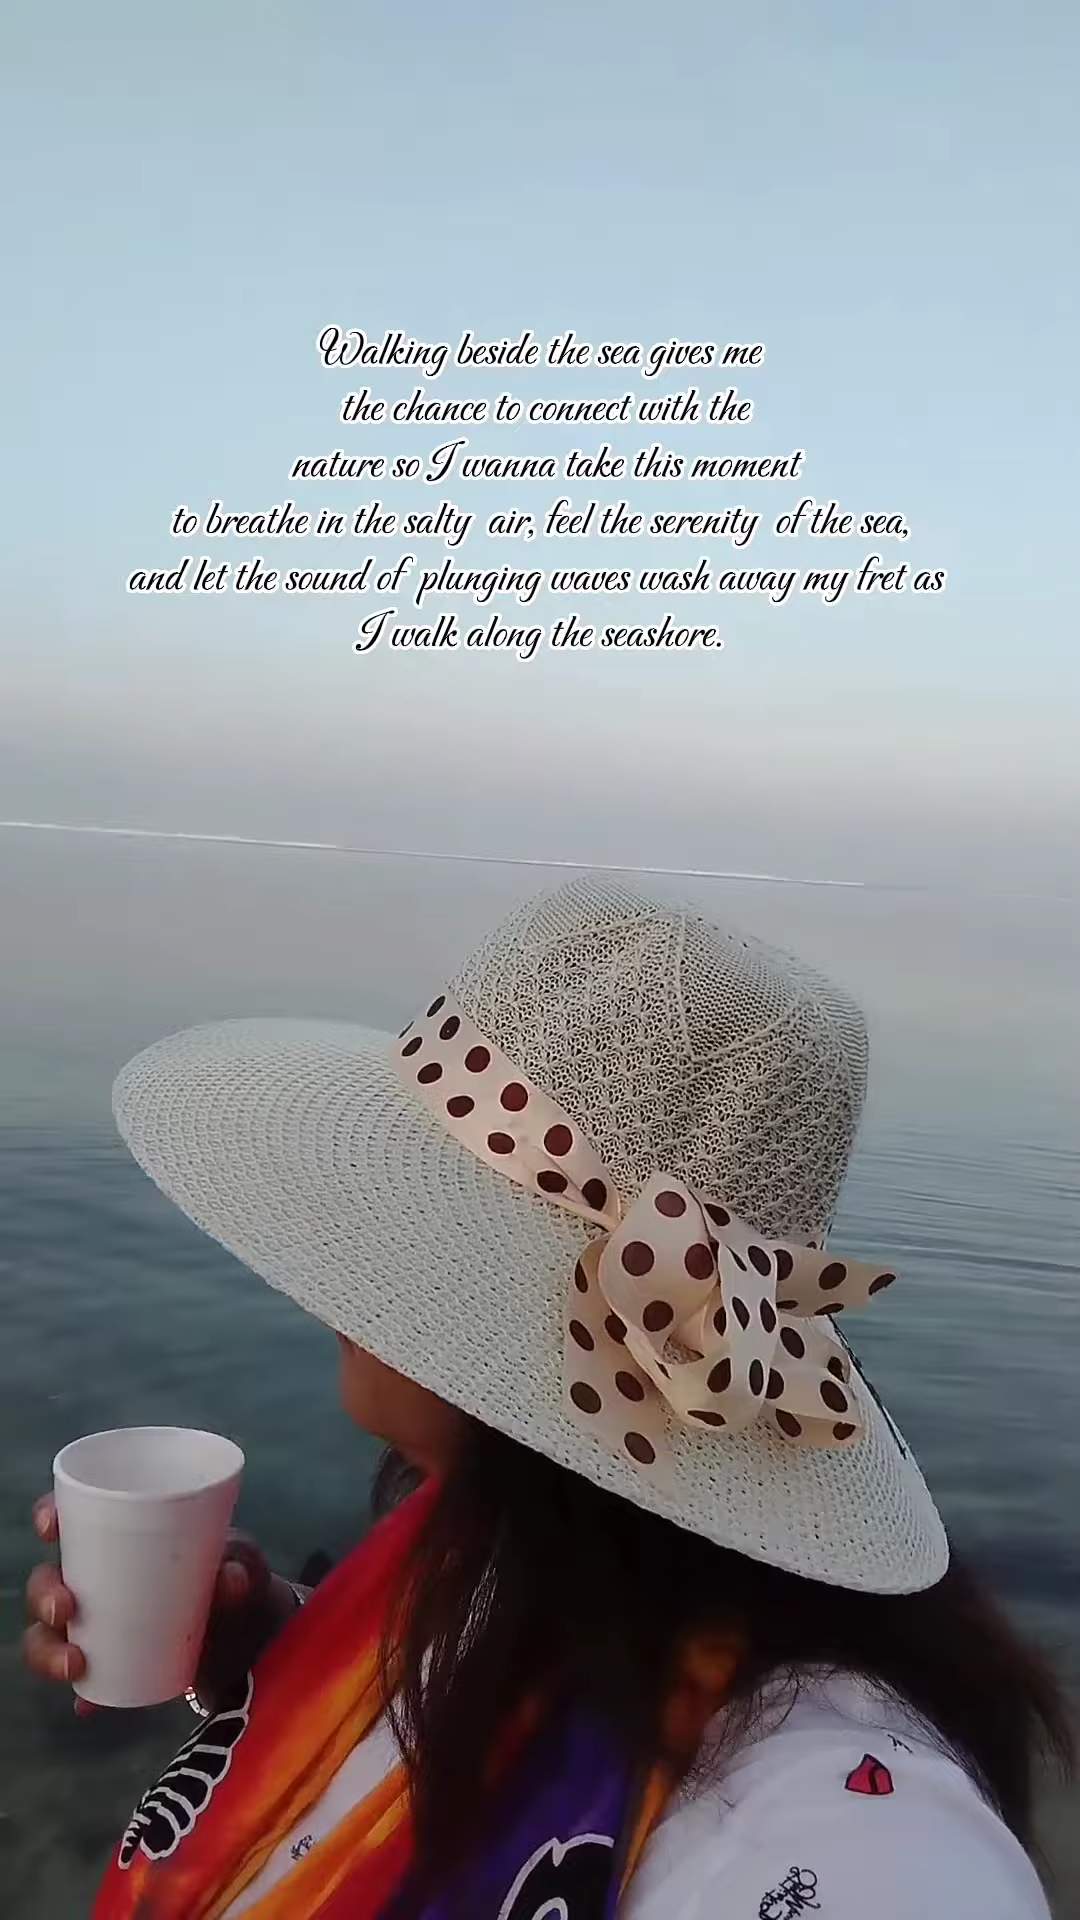 Walking beside the sea gives me
the chance to connect with the
nature so I wanna take this moment
to breathe in the salty air, feel the serenity of the sea,
and let the sound of plunging waves wash away my fret as
I walk along the seashore.